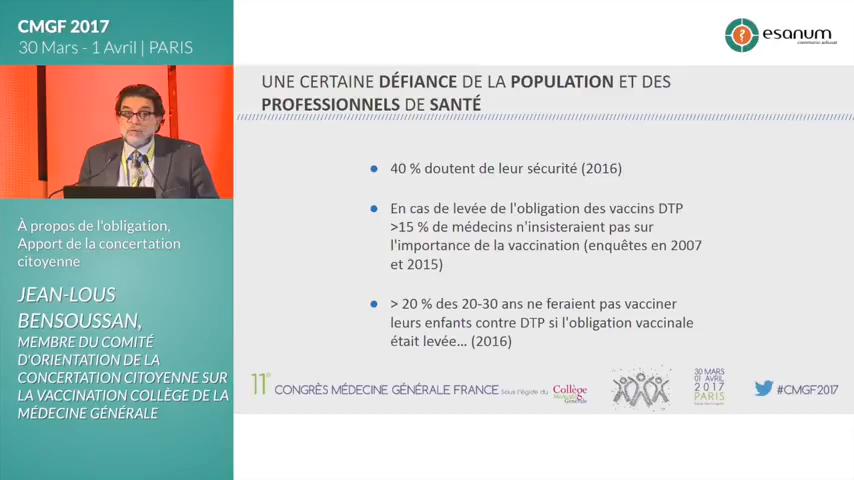 CMGF 2017
30 Mars - 1 Avril | PARIS
À propos de l'obligation,
Apport de la concertation
citoyenne
JEAN-LOUS
BENSOUSSAN,
MEMBRE DU COMITÉ
D'ORIENTATION DE LA
CONCERTATION CITOYENNE SUR
LA VACCINATION COLLÈGE DE LA
MÉDECINE GÉNÉRALE
esanum
UNE CERTAINE DÉFIANCE DE LA POPULATION ET DES
PROFESSIONNELS DE SANTÉ
• 40 % doutent de leur sécurité (2016)
• En cas de levée de l'obligation des vaccins DTP
>15 % de médecins n'insisteraient pas sur
l'importance de la vaccination (enquêtes en 2007
et 2015)
• > 20 % des 20-30 ans ne feraient pas vacciner
leurs enfants contre DTP si l'obligation vaccinale
était levée... (2016)
11e CONGRÈS MÉDECINE GÉNÉRALE FRANCE sous l'égide du
Collège
Médecine
Générale
30 MARS
01 AVRIL
2017
PARIS
#CMGF2017